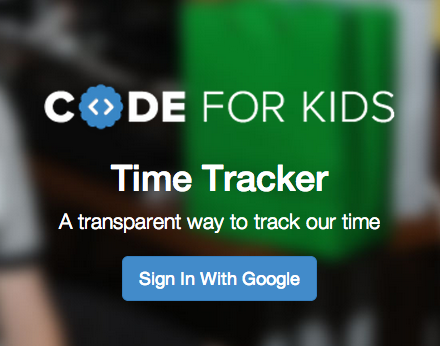 CODE FOR KIDS
Time Tracker
A transparent way to track our time
Sign In With Google